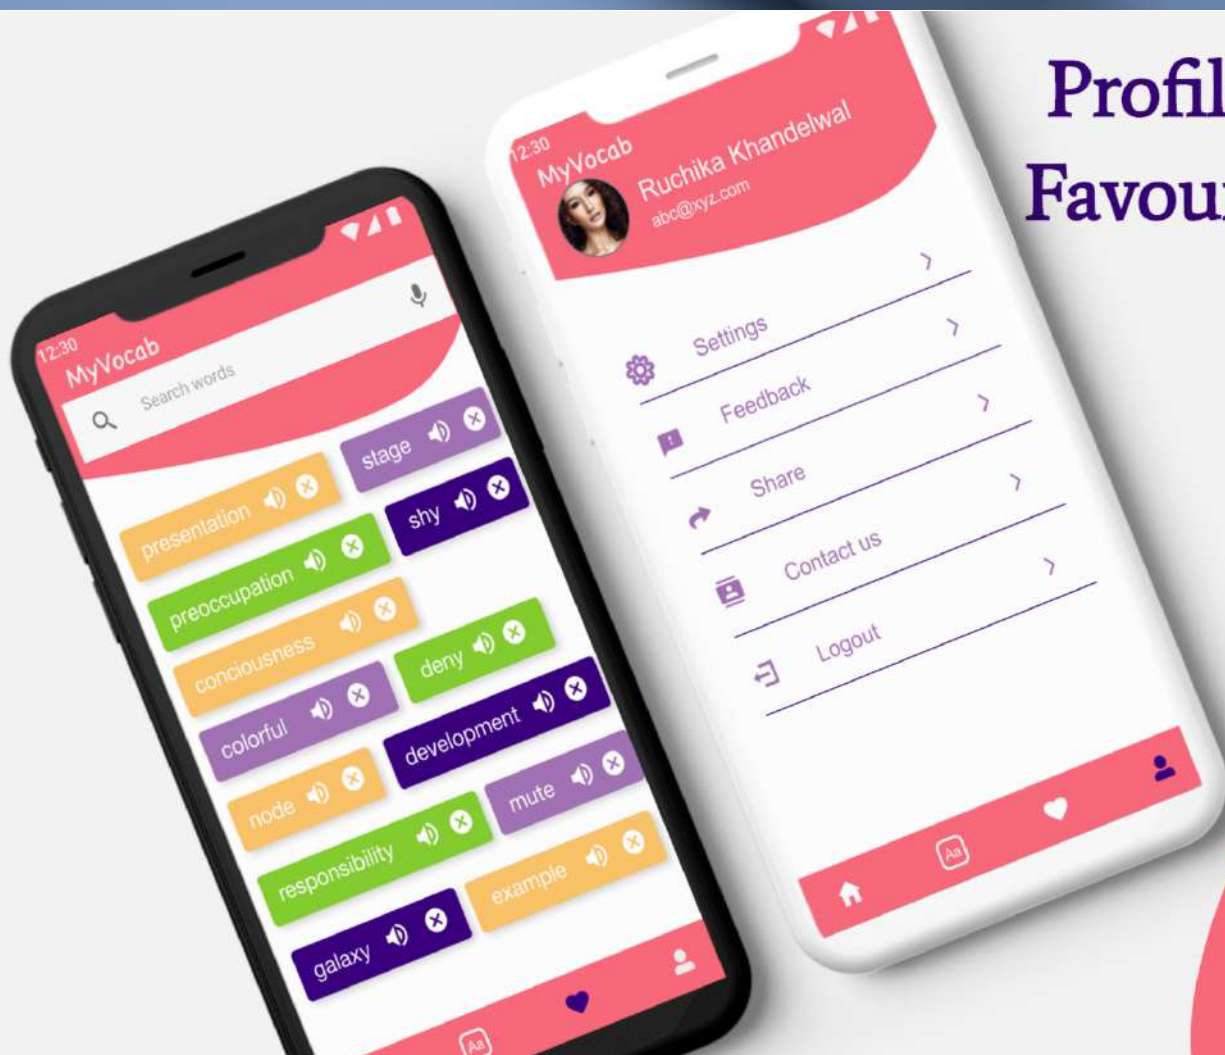 Profil
Favour
12:30
MyVocab
Search words
presentation
stage
preoccupation
shy
conciousness
deny
colorful
development
node
mute
responsibility
example
galaxy
Aa
12:30
MyVocab
Ruchika Khandelwal
abc@xyz.com
Settings
Feedback
Share
Contact us
Logout
Aa